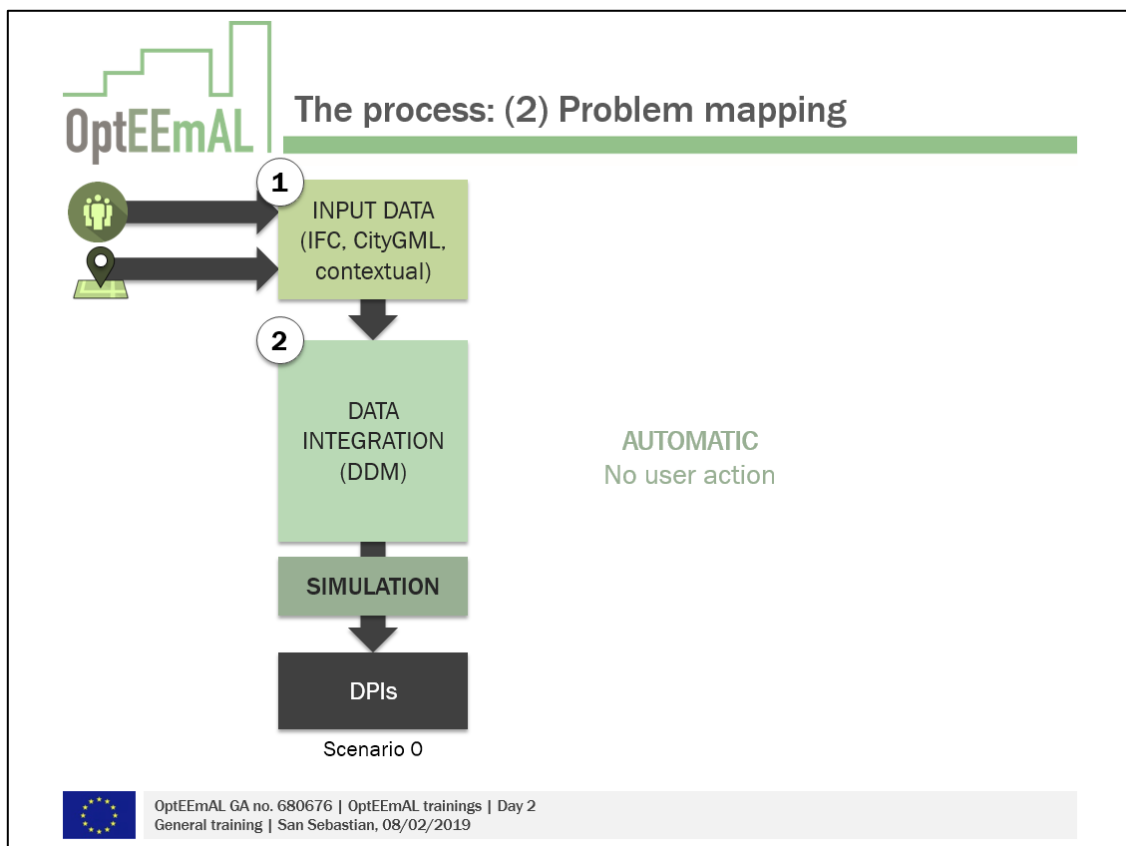 OptEEmAL
The process: (2) Problem mapping
1
INPUT DATA
(IFC, CityGML,
contextual)
2
DATA
INTEGRATION
(DDM)
AUTOMATIC
No user action
SIMULATION
DPIs
Scenario 0
OptEEmAL GA no. 680676 | OptEEmAL trainings | Day 2
General training | San Sebastian, 08/02/2019